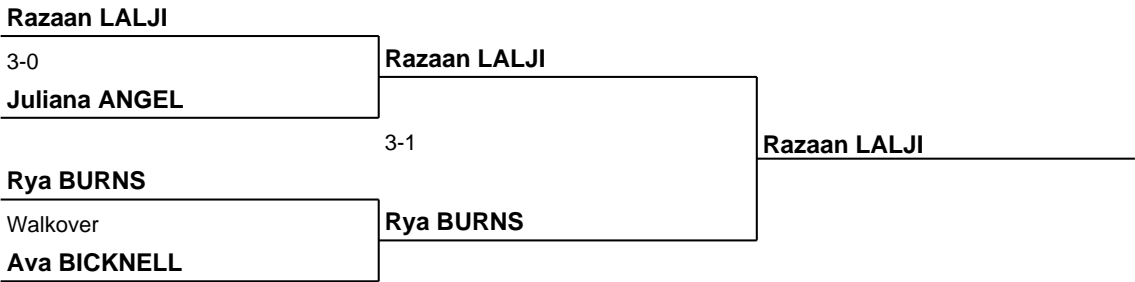 Razaan LALJI
3-0
Razaan LALJI
Juliana ANGEL
3-1
Razaan LALJI
Rya BURNS
Walkover
Rya BURNS
Ava BICKNELL